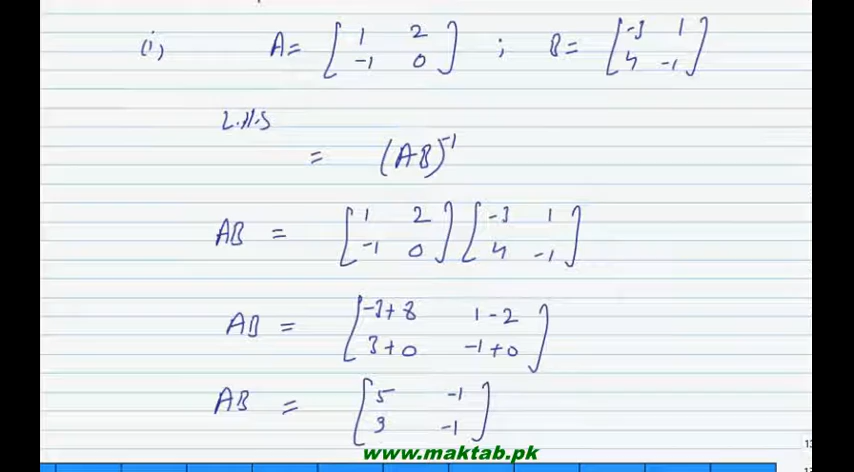 (i) A = [ 1 2 ; B = [ -3 1
-1 0 ] 4 -1 ]
L.H.S
= (AB)^-1
AB = [ 1 2 ] [ -3 1 ]
[ -1 0 ] [ 4 -1 ]
AB = [ -3+8 1-2 ]
[ 3+0 -1+0 ]
AB = [ 5 -1 ]
[ 3 -1 ]
www.maktab.pk